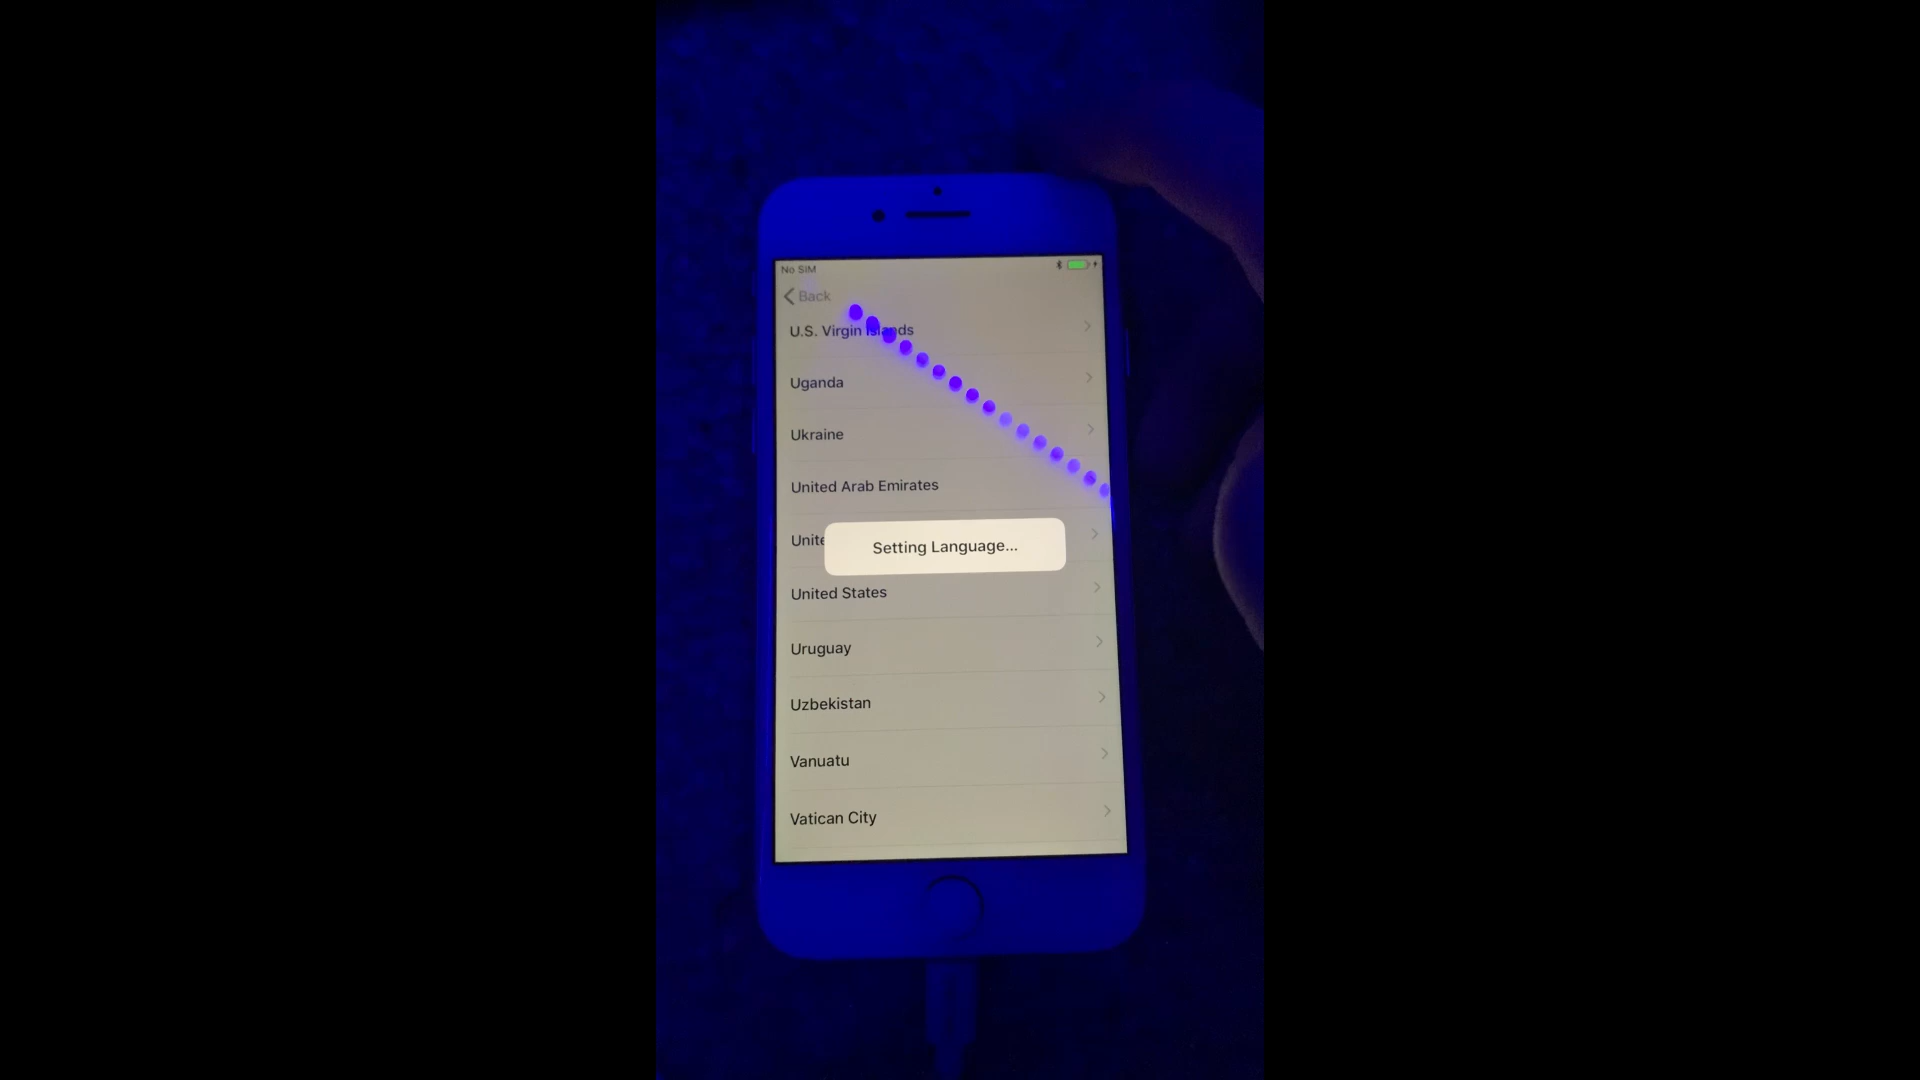 No SIM
Back
U.S. Virgin Islands
Uganda
Ukraine
United Arab Emirates
Unite
Setting Language...
United States
Uruguay
Uzbekistan
Vanuatu
Vatican City